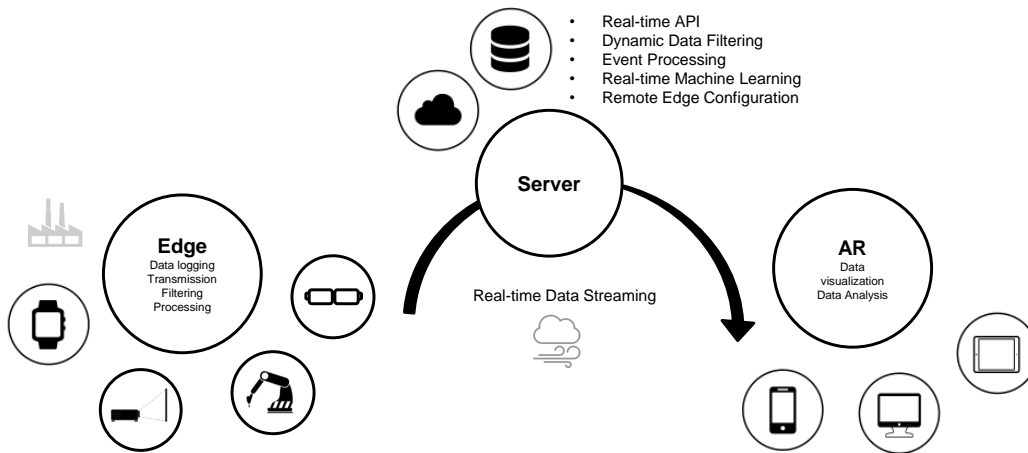 • Real-time API
• Dynamic Data Filtering
• Event Processing
• Real-time Machine Learning
• Remote Edge Configuration
Server
Edge
Data logging
Transmission
Filtering
Processing
Real-time Data Streaming
AR
Data
visualization
Data Analysis